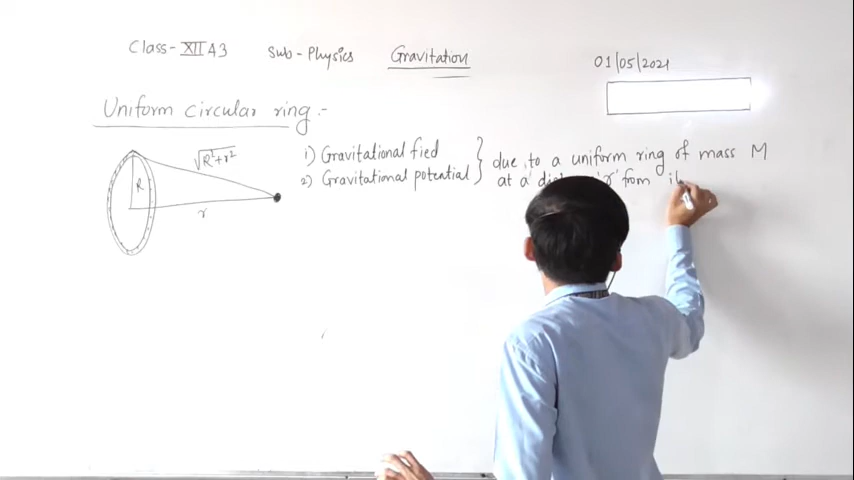 Class- XII A3 Sub - Physics Gravitation
01/05/2021
Uniform circular ring :-
√R²+r²
R
r
1) Gravitational fied
2) Gravitational potential
due to a uniform ring of mass M
at a 'r' from